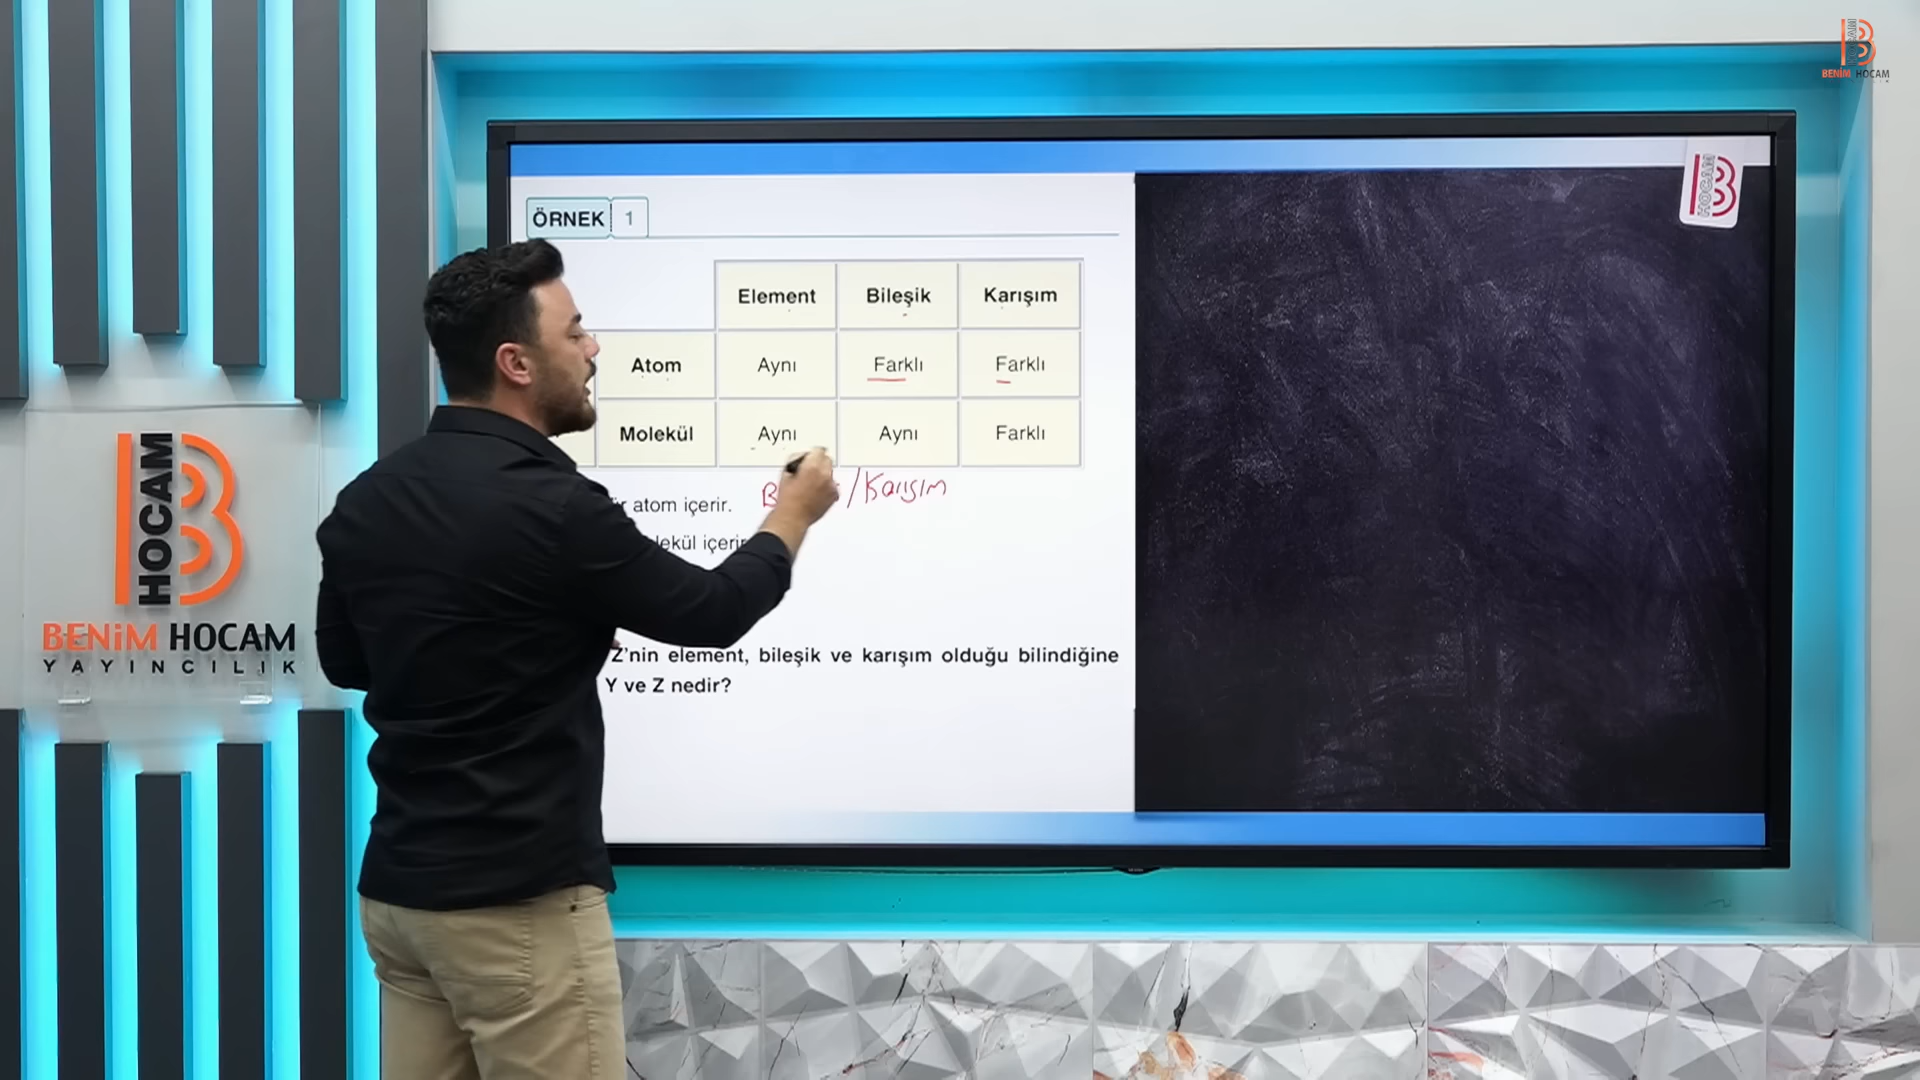 BENİM HOCAM
HOCAM
ÖRNEK 1
Element Bileşik Karışım
Atom Aynı Farklı Farklı
Molekül Aynı Aynı Farklı
atom içerir. / Karışım
Z'nin element, bileşik ve karışım olduğu bilindiğine
Y ve Z nedir?
HOCAM
BENİM HOCAM
YAYINCILIK